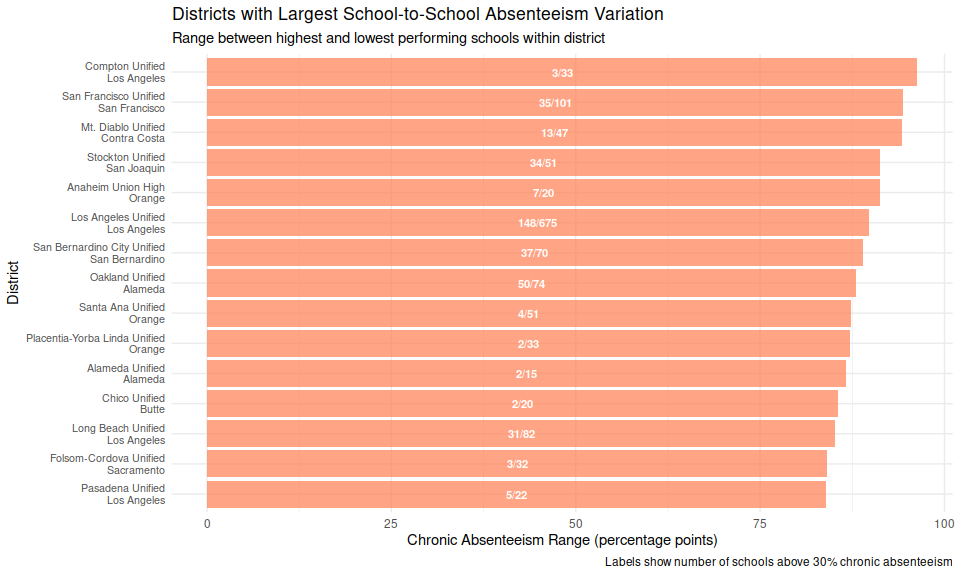 Districts with Largest School-to-School Absenteeism Variation
Range between highest and lowest performing schools within district
District
Compton Unified
Los Angeles
3/33
San Francisco Unified
San Francisco
35/101
Mt. Diablo Unified
Contra Costa
13/47
Stockton Unified
San Joaquin
34/51
Anaheim Union High
Orange
7/20
Los Angeles Unified
Los Angeles
148/675
San Bernardino City Unified
San Bernardino
37/70
Oakland Unified
Alameda
50/74
Santa Ana Unified
Orange
4/51
Placentia-Yorba Linda Unified
Orange
2/33
Alameda Unified
Alameda
2/15
Chico Unified
Butte
2/20
Long Beach Unified
Los Angeles
31/82
Folsom-Cordova Unified
Sacramento
3/32
Pasadena Unified
Los Angeles
5/22
0 25 50 75 100
Chronic Absenteeism Range (percentage points)
Labels show number of schools above 30% chronic absenteeism